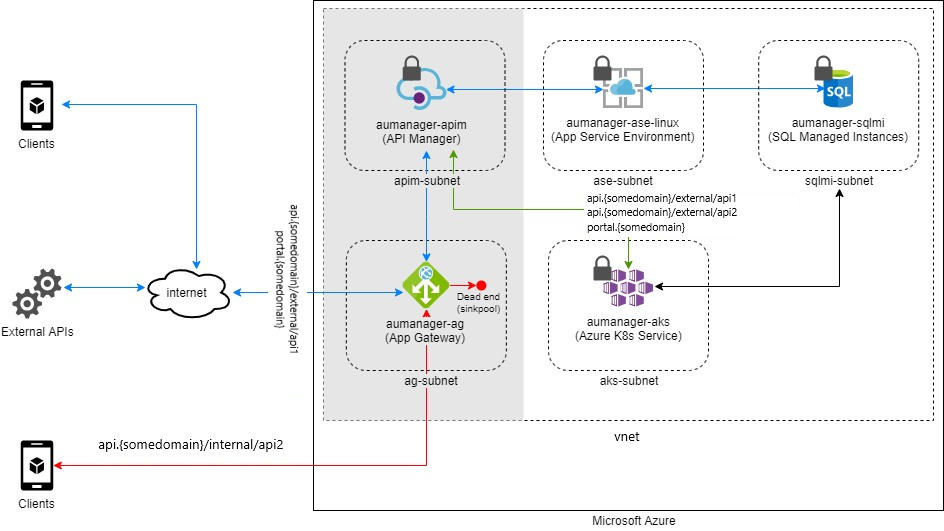 aumanager-apim
(API Manager)
apim-subnet
aumanager-ase-linux
(App Service Environment)
ase-subnet
SQL
aumanager-sqlmi
(SQL Managed Instances)
sqlmi-subnet
Clients
api.{somedomain}/external/api1
api.{somedomain}/external/api2
portal.{somedomain}
api.{somedomain}/external/api1
portal.{somedomain}
internet
External APIs
Dead end
(sinkpool)
aumanager-ag
(App Gateway)
ag-subnet
aumanager-aks
(Azure K8s Service)
aks-subnet
vnet
api.{somedomain}/internal/api2
Clients
Microsoft Azure